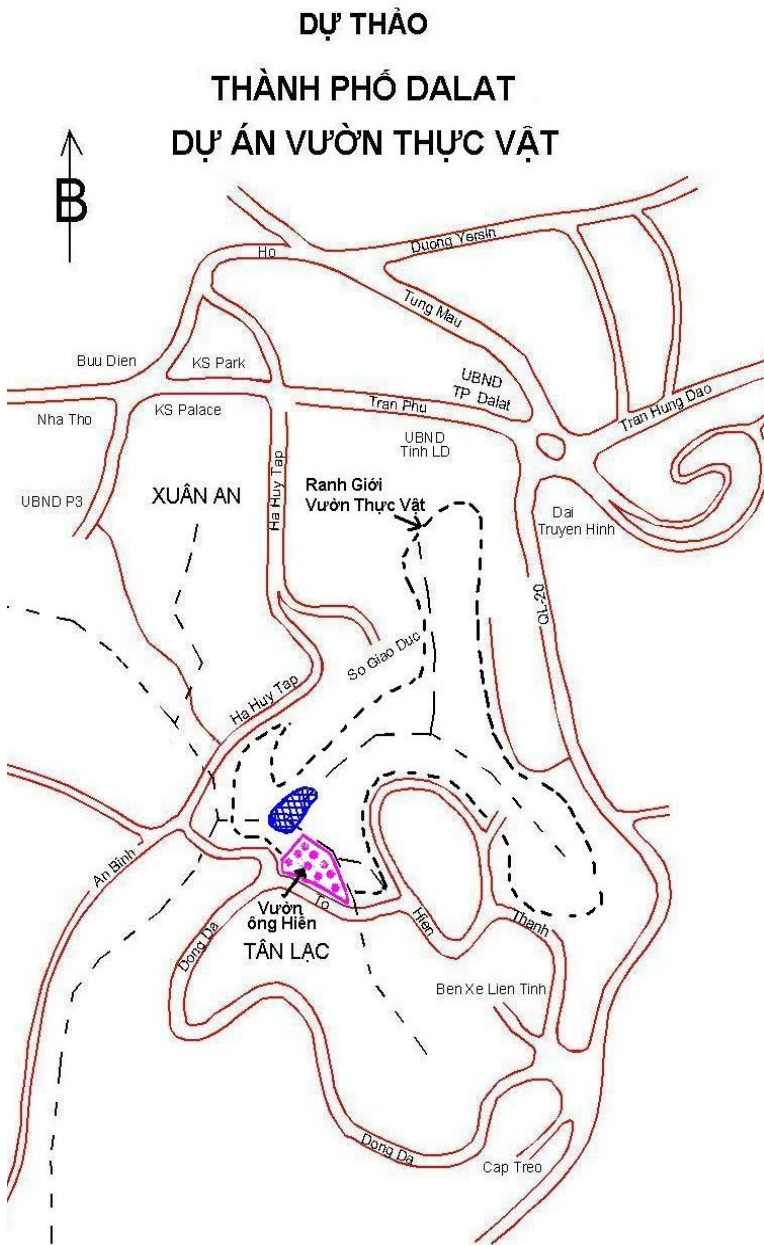 DỰ THẢO
THÀNH PHỐ DALAT
DỰ ÁN VƯỜN THỰC VẬT
B
Ho
Duong Yersin
Tung Mau
Buu Dien
KS Park
UBND
TP Dalat
Nha Tho
KS Palace
Tran Phu
Tran Hung Dao
UBND
Tinh LD
Ha Huy Tap
UBND P3
XUÂN AN
Ranh Giới
Vườn Thực Vật
Dai
Truyen Hinh
QL-20
So Giao Duc
Ha Huy Tap
An Binh
Vườn
ông Hiên
To
Hien
Thanh
Dong Da
TÂN LẠC
Ben Xe Lien Tinh
Dong Da
Cap Treo